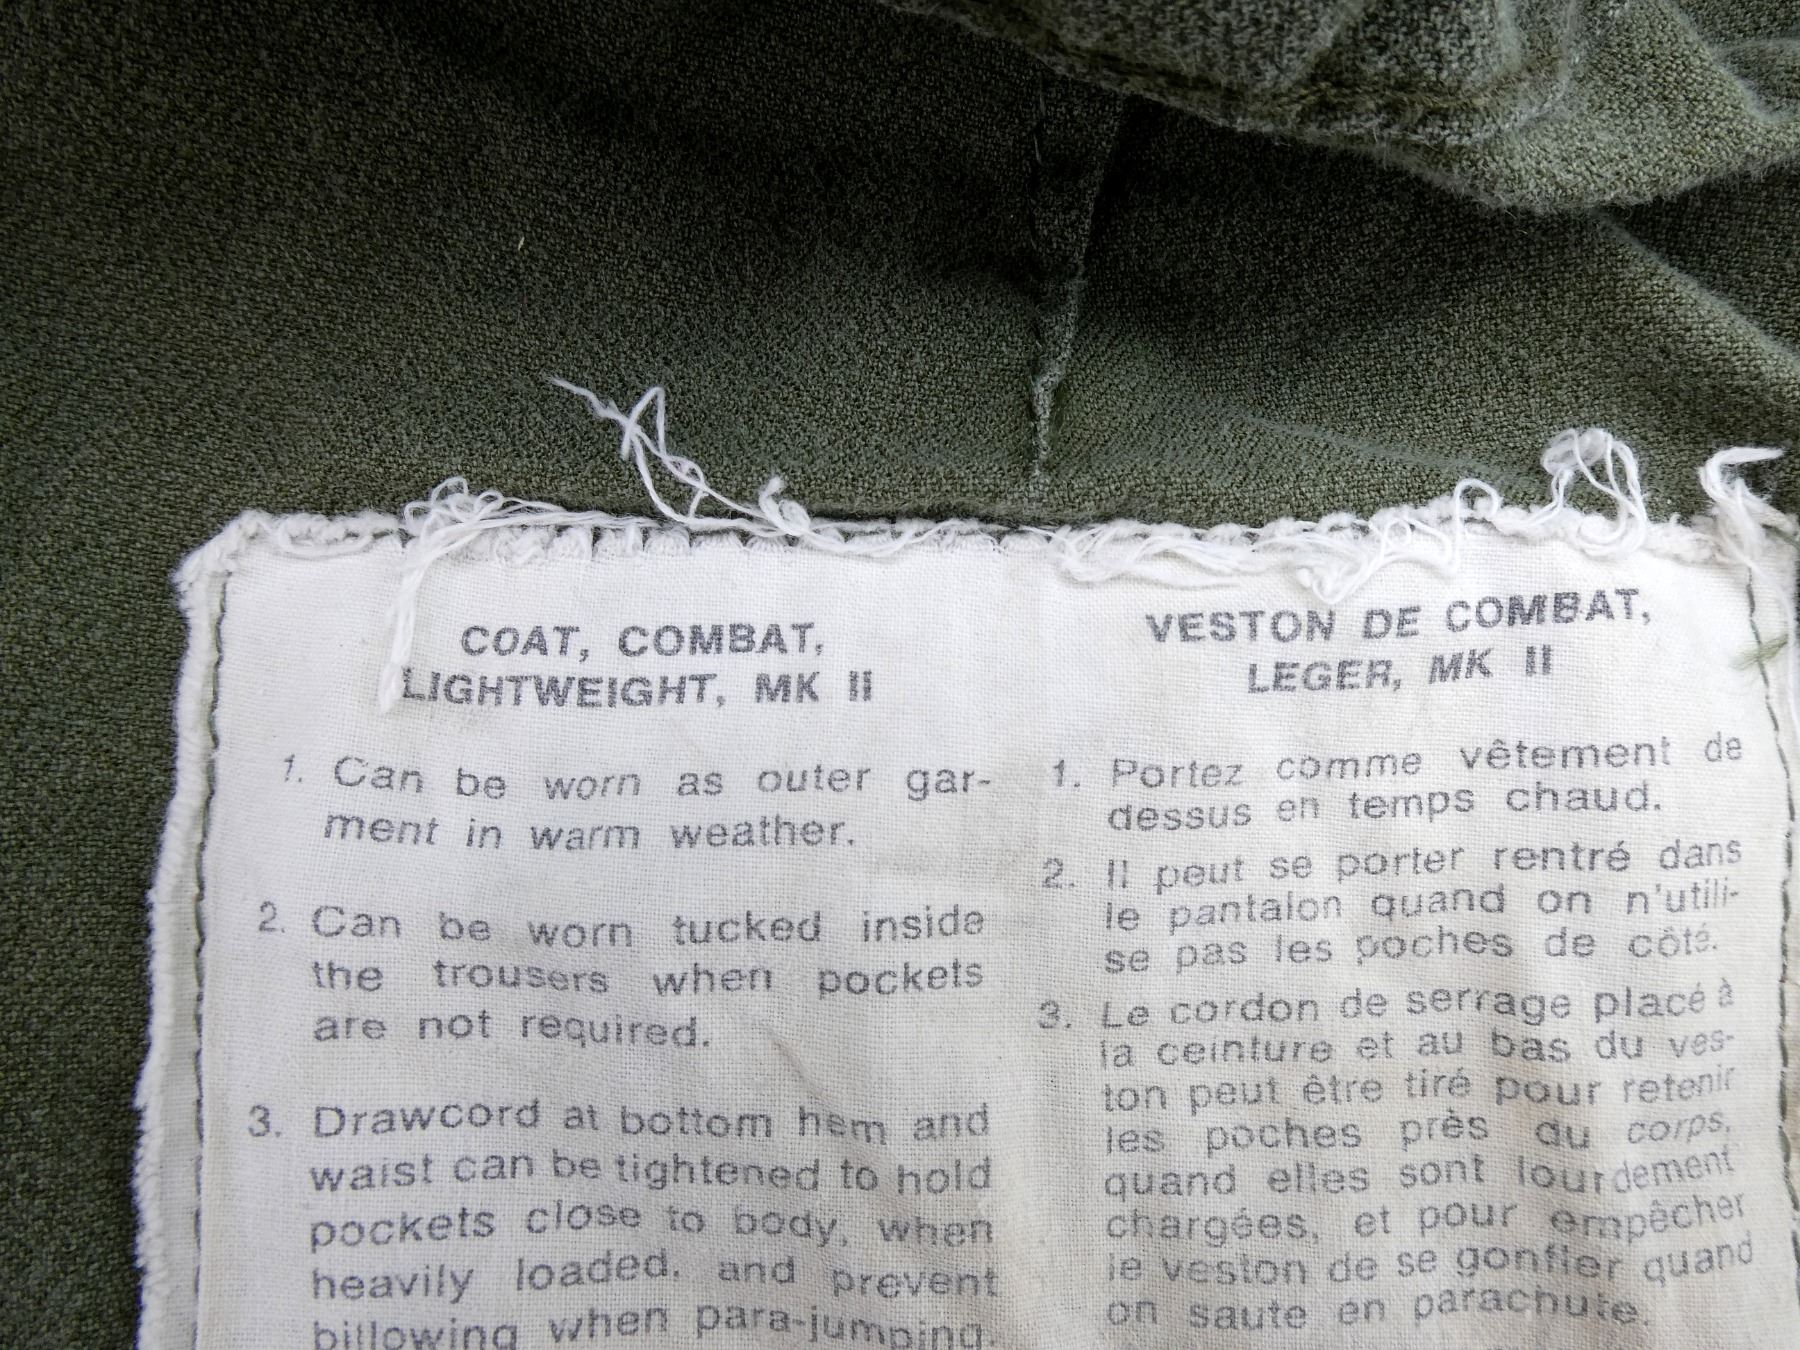 COAT, COMBAT,
LIGHTWEIGHT, MK II
1. Can be worn as outer gar-
ment in warm weather.
2. Can be worn tucked inside
the trousers when pockets
are not required.
3. Drawcord at bottom hem and
waist can be tightened to hold
pockets close to body, when
heavily loaded, and prevent
billowing when para-jumping.
VESTON DE COMBAT,
LEGER, MK II
1. Portez comme vêtement de
dessus en temps chaud.
2. Il peut se porter rentré dans
le pantalon quand on n'utili-
se pas les poches de côté.
3. Le cordon de serrage placé à
la ceinture et au bas du ves-
ton peut être tiré pour retenir
les poches près du corps,
quand elles sont lourdement
chargées, et pour empêcher
le veston de se gonfler quand
on saute en parachute.